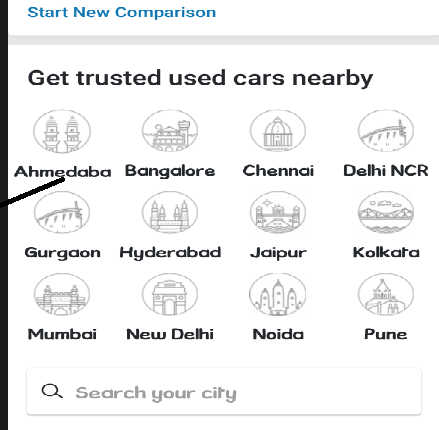 Start New Comparison
Get trusted used cars nearby
Ahmedaba Bangalore Chennai Delhi NCR
Gurgaon Hyderabad Jaipur Kolkata
Mumbai New Delhi Noida Pune
Search your city